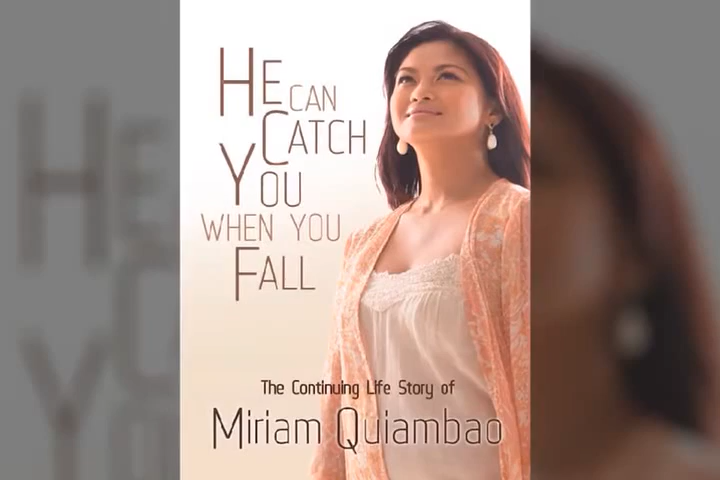 HE CAN
CATCH
YOU
WHEN YOU
FALL
The Continuing Life Story of
Miriam Quiambao